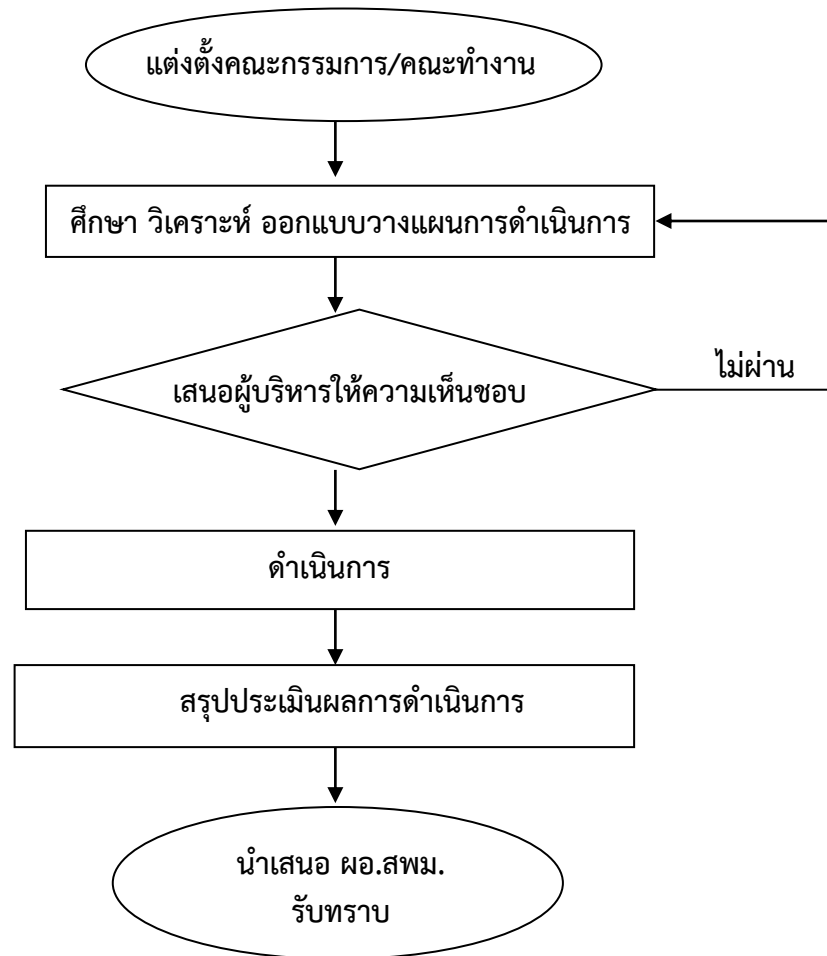 แต่งตั้งคณะกรรมการ/คณะทำงาน
ศึกษา วิเคราะห์ ออกแบบวางแผนการดำเนินการ
ไม่ผ่าน
เสนอผู้บริหารให้ความเห็นชอบ
ดำเนินการ
สรุปประเมินผลการดำเนินการ
นำเสนอ ผอ.สพม.
รับทราบ